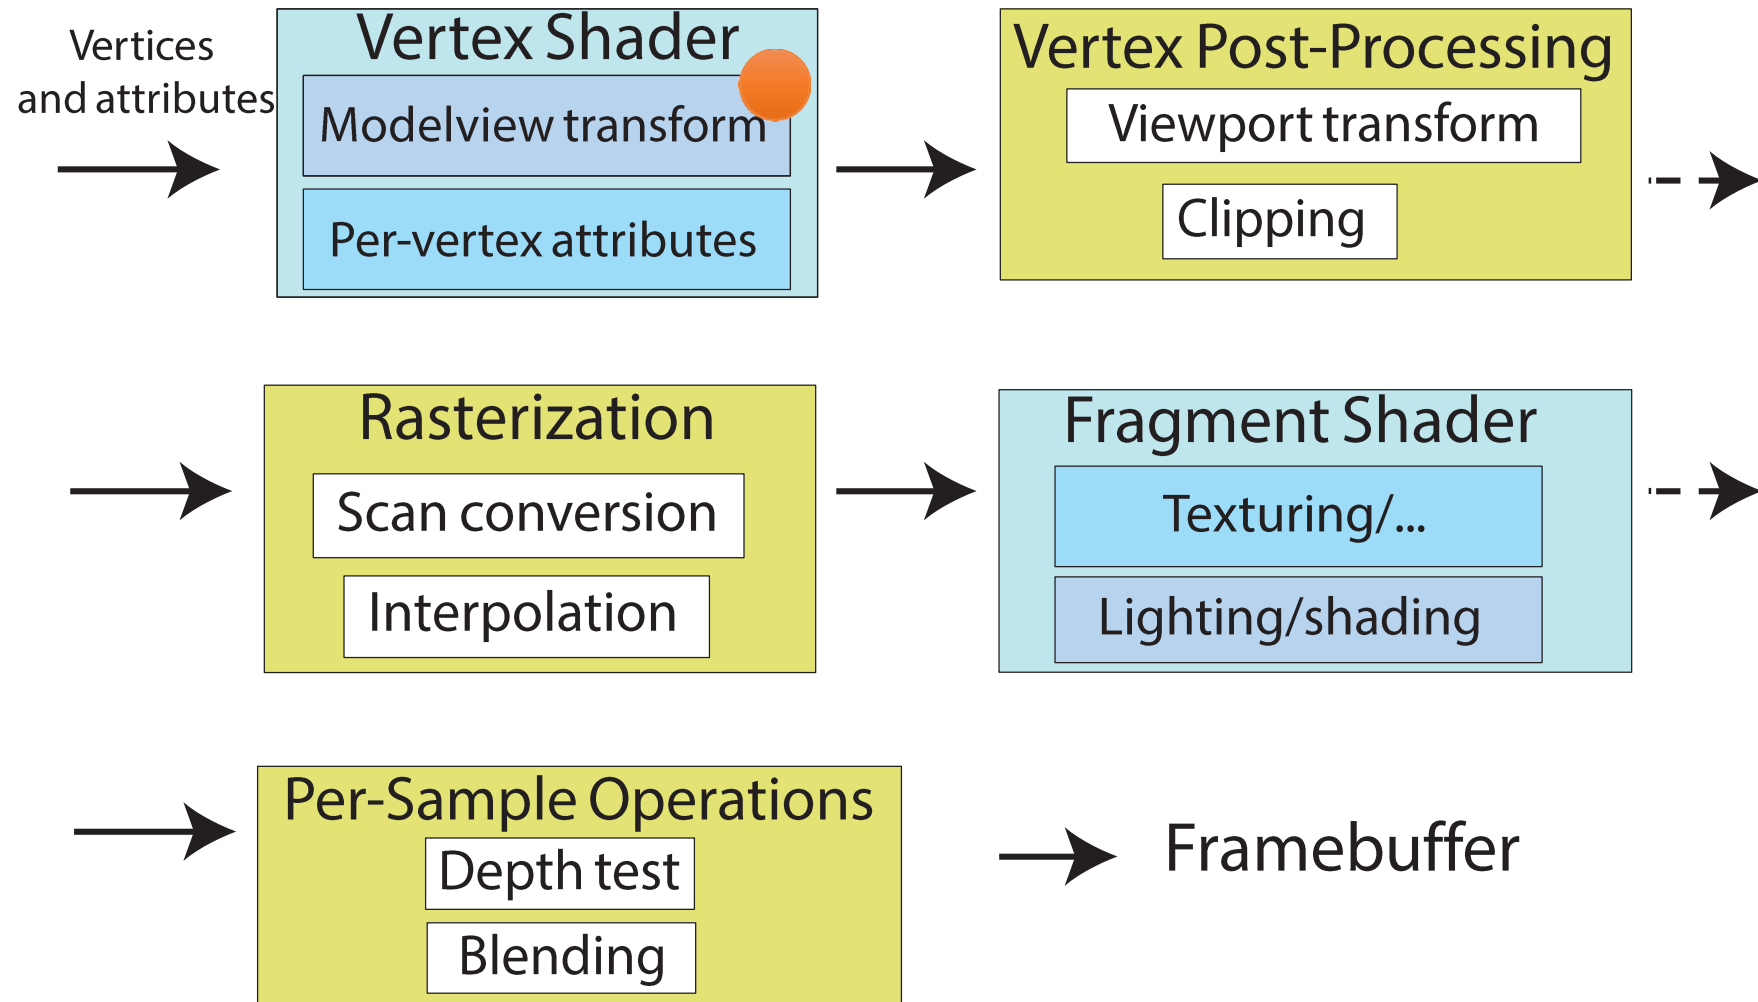 Vertices
and attributes
Vertex Shader
Modelview transform
Per-vertex attributes
Vertex Post-Processing
Viewport transform
Clipping
Rasterization
Scan conversion
Interpolation
Fragment Shader
Texturing/...
Lighting/shading
Per-Sample Operations
Depth test
Blending
Framebuffer